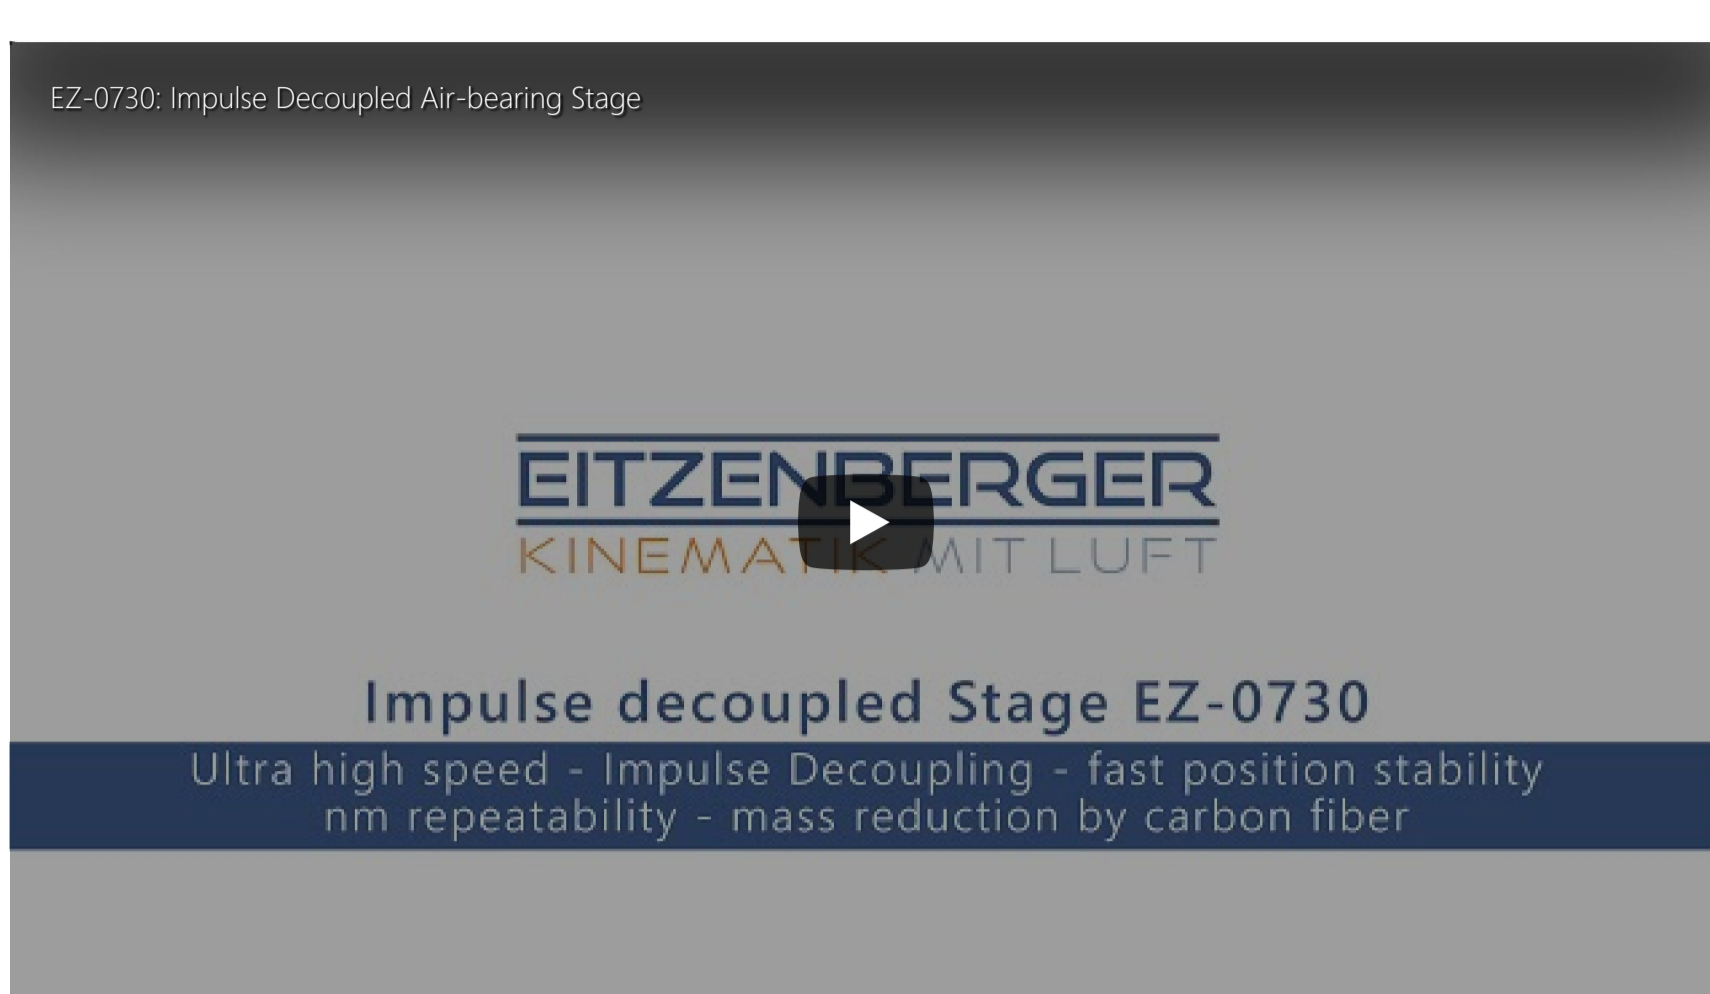 EZ-0730: Impulse Decoupled Air-bearing Stage
EITZENBERGER
KINEMATIK MIT LUFT
Impulse decoupled Stage EZ-0730
Ultra high speed - Impulse Decoupling - fast position stability
nm repeatability - mass reduction by carbon fiber